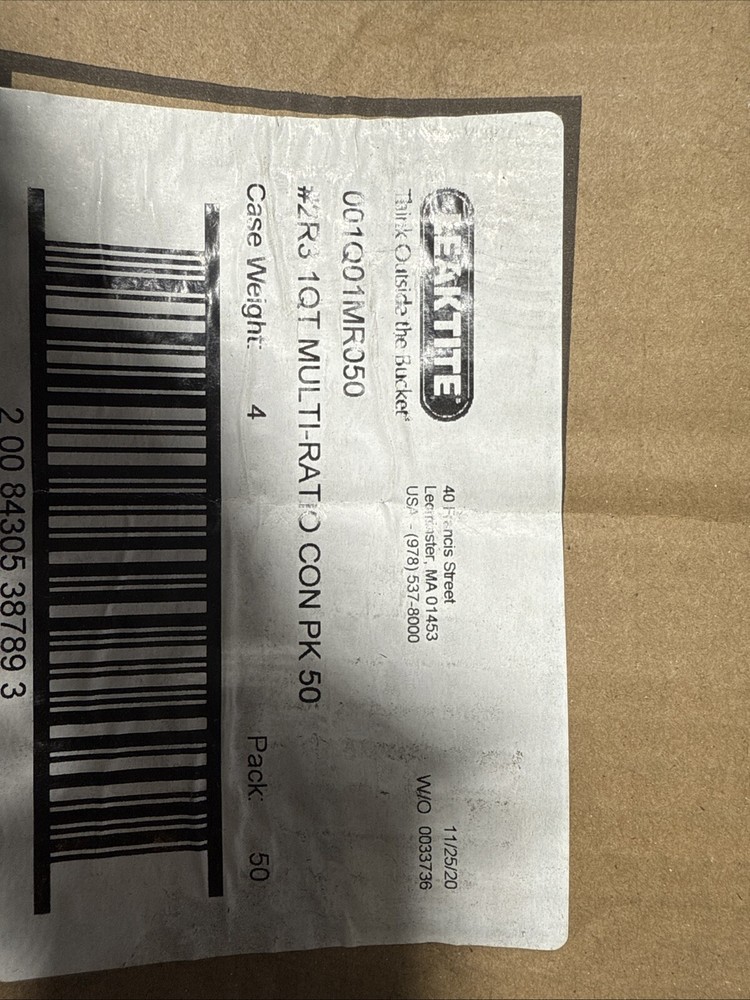 LEAKTITE
Think Outside the Bucket®
40 Francis Street
Leominster, MA 01453
USA - (978) 537-8000
11/25/20
W/O 0033736
001Q01MR050
#2R3 1QT MULTI-RATIO CON PK 50
Case Weight: 4 Pack: 50
2 00 84305 38789 3